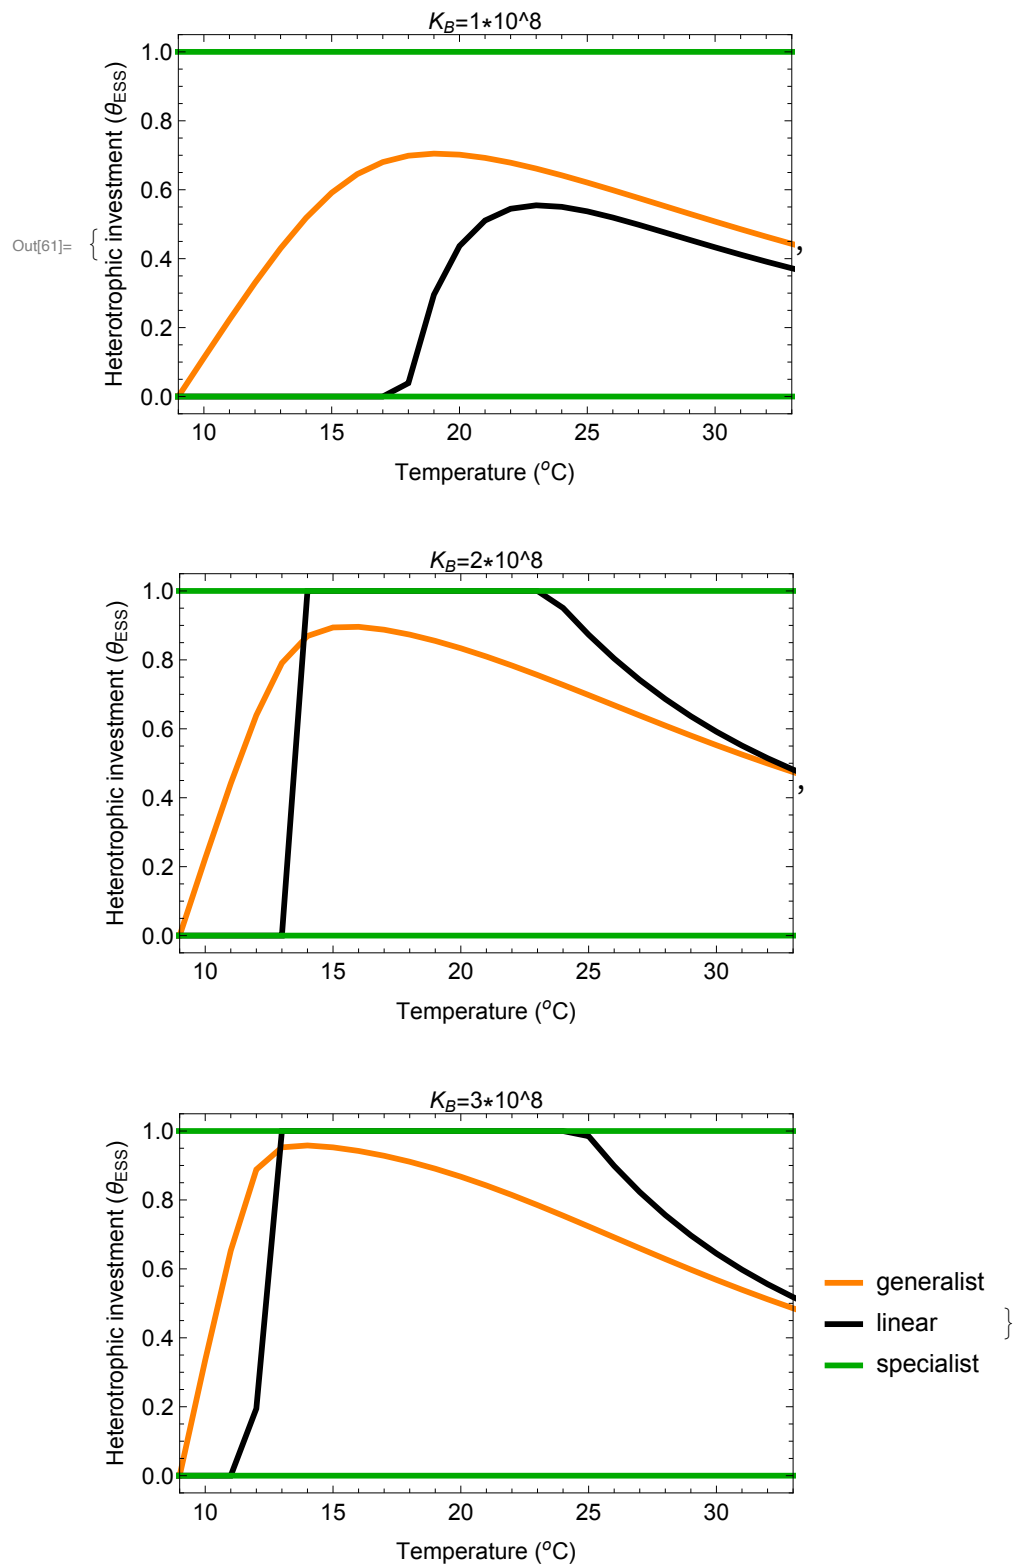 K_B=1*10^8
Out[61]= {
Heterotrophic investment (θ_ESS)
1.0
0.8
0.6
0.4
0.2
0.0
,
10 15 20 25 30
Temperature (°C)
K_B=2*10^8
Heterotrophic investment (θ_ESS)
1.0
0.8
0.6
0.4
0.2
0.0
,
10 15 20 25 30
Temperature (°C)
K_B=3*10^8
Heterotrophic investment (θ_ESS)
1.0
0.8
0.6
0.4
0.2
0.0
10 15 20 25 30
Temperature (°C)
generalist
linear }
specialist